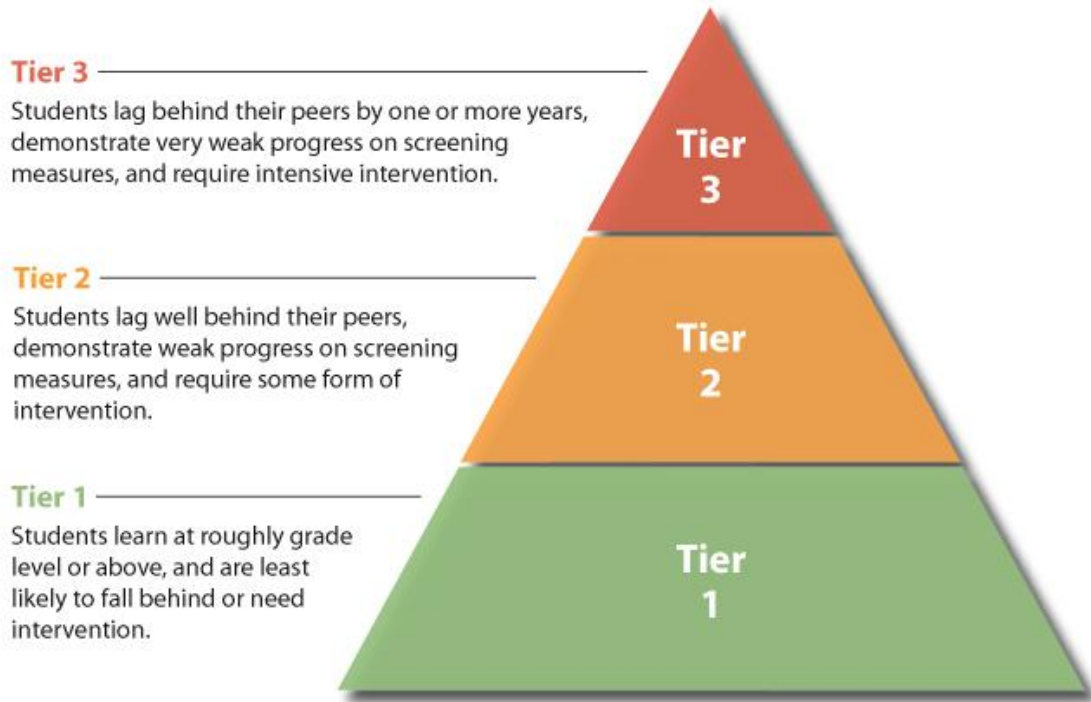 Tier 3
Students lag behind their peers by one or more years,
demonstrate very weak progress on screening
measures, and require intensive intervention.
Tier
3
Tier 2
Students lag well behind their peers,
demonstrate weak progress on screening
measures, and require some form of
intervention.
Tier
2
Tier 1
Students learn at roughly grade
level or above, and are least
likely to fall behind or need
intervention.
Tier
1